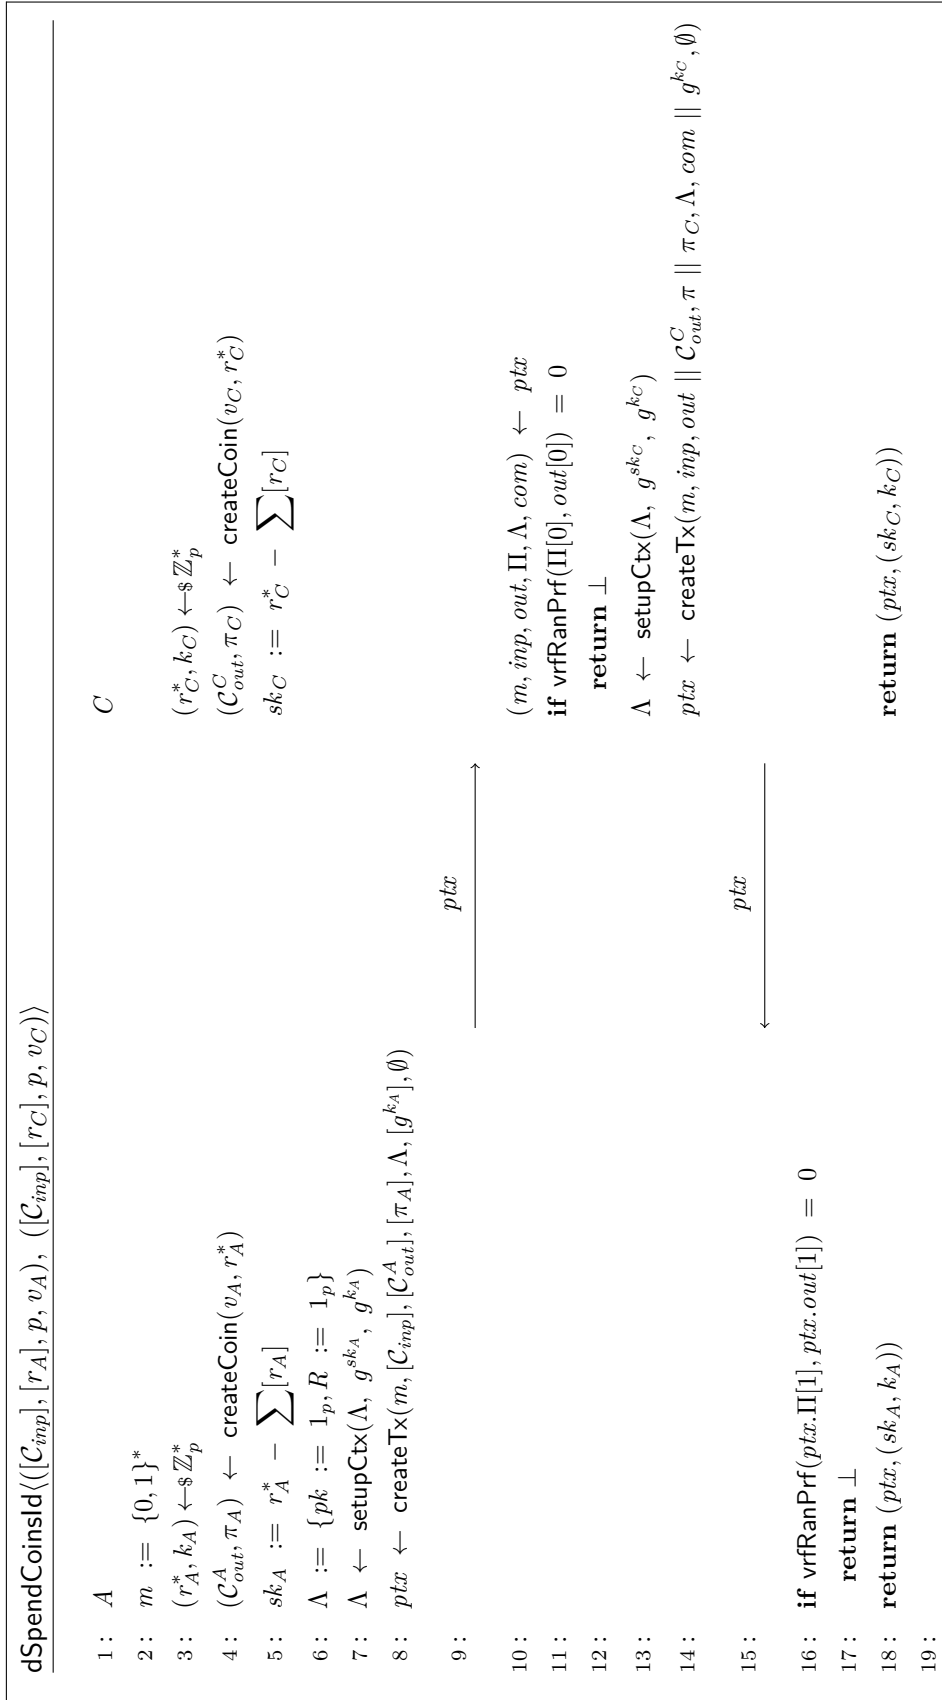 dSpendCoinsId⟨([𝒞_inp], [r_A], p, v_A), ([𝒞_inp], [r_C], p, v_C)⟩
1 : A C
2 : m := {0, 1}*
3 : (r*_A, k_A) ←$ ℤ*_p (r*_C, k_C) ←$ ℤ*_p
4 : (𝒞^A_out, π_A) ← createCoin(v_A, r*_A) (𝒞^C_out, π_C) ← createCoin(v_C, r*_C)
5 : sk_A := r*_A − ∑[r_A] sk_C := r*_C − ∑[r_C]
6 : Λ := {pk := 1_p, R := 1_p}
7 : Λ ← setupCtx(Λ, g^{sk_A}, g^{k_A})
8 : ptx ← createTx(m, [𝒞_inp], [𝒞^A_out], [π_A], Λ, [g^{k_A}], ∅)
9 : ptx
10 : (m, inp, out, Π, Λ, com) ← ptx
11 : if vrfRanPrf(Π[0], out[0]) = 0
12 : return ⊥
13 : Λ ← setupCtx(Λ, g^{sk_C}, g^{k_C})
14 : ptx ← createTx(m, inp, out || 𝒞^C_out, π || π_C, Λ, com || g^{k_C}, ∅)
15 : ptx
16 : if vrfRanPrf(ptx.Π[1], ptx.out[1]) = 0
17 : return ⊥
18 : return (ptx, (sk_A, k_A)) return (ptx, (sk_C, k_C))
19 :